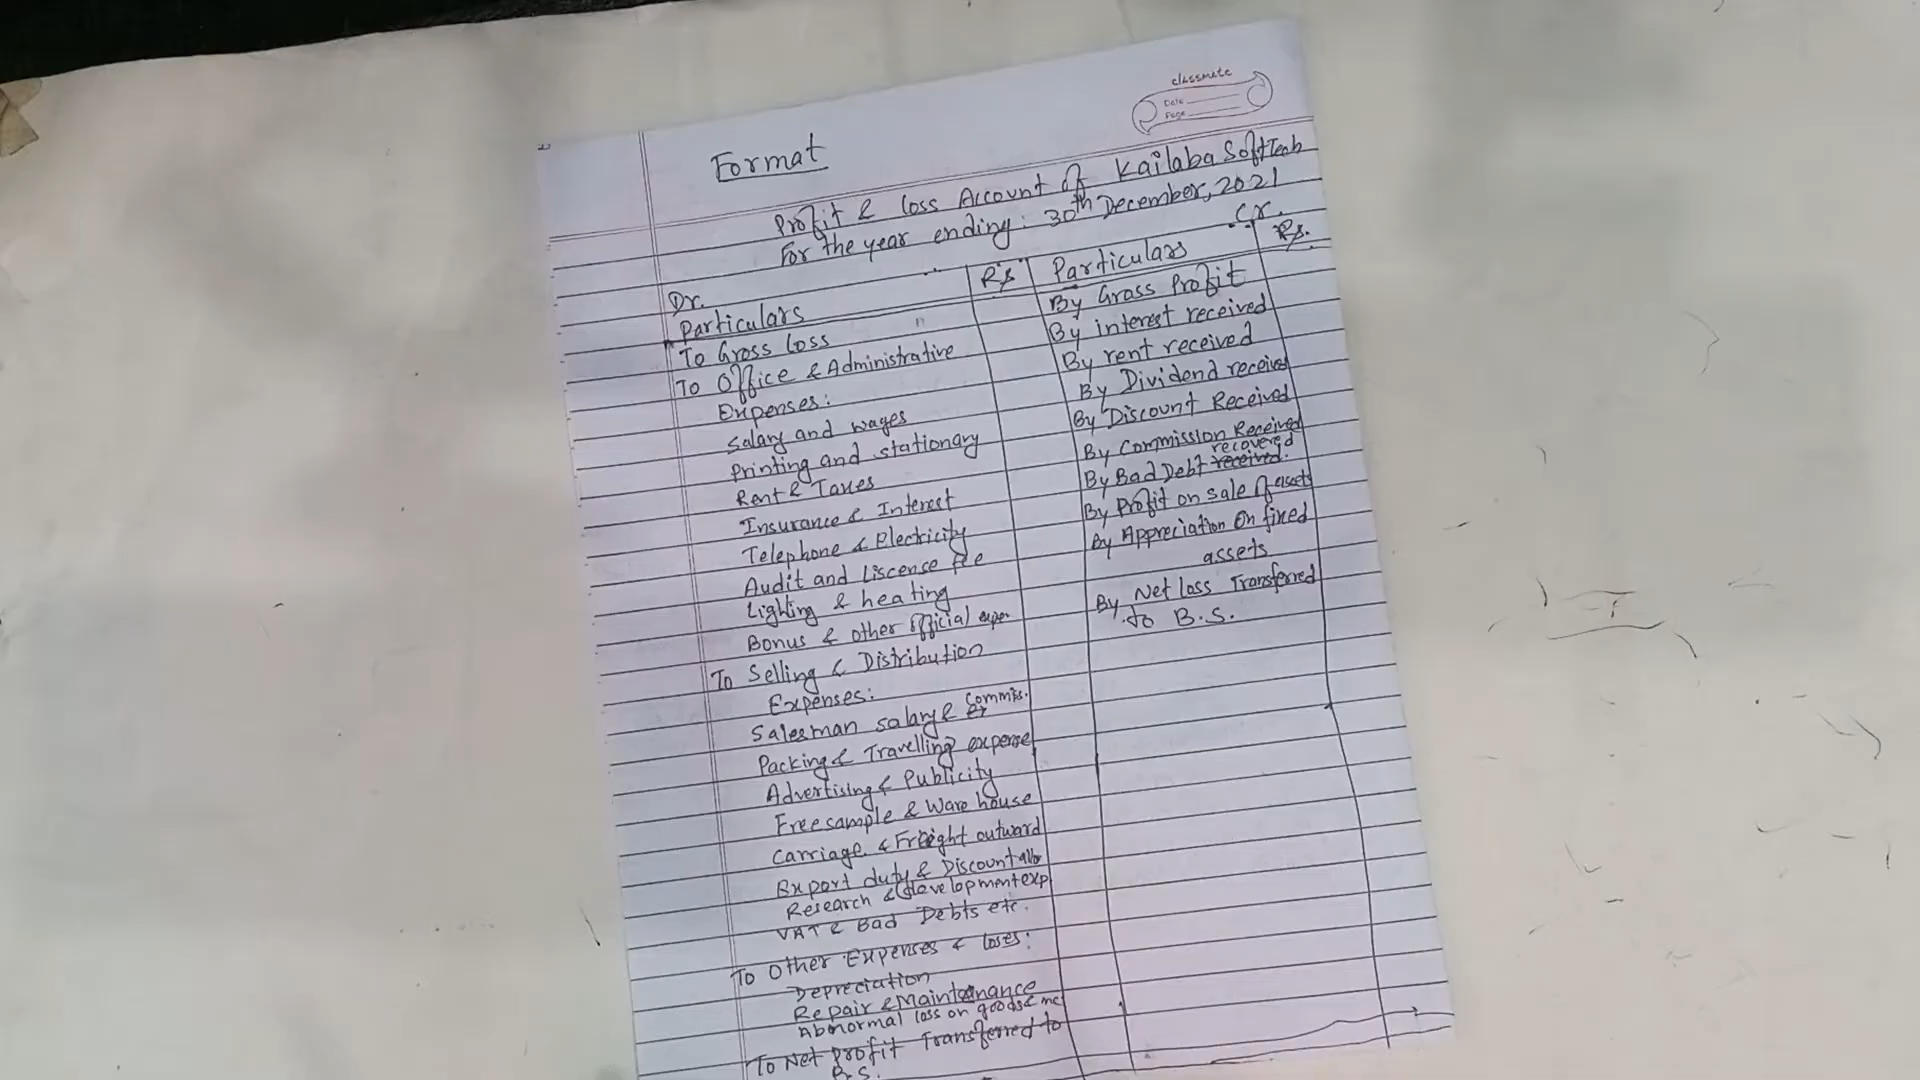 classmate
Date
Page
Format
Profit & loss Account of Kailaba SoftTech
For the year ending: 30th December, 2021
Dr.
Cr.
Particulars
Rs
Particulars
Rs.
To Gross loss
To Office & Administrative
Expenses:
Salary and wages
Printing and stationary
Rent & Taxes
Insurance & Interest
Telephone & Electricity
Audit and Liscense fee
Lighting & heating
Bonus & other official expen
To Selling & Distribution
Expenses:
Salesman salary & Commiss.
Packing & Travelling expense
Advertising & Publicity
Free sample & Ware house
Carriage & Freight outward
Export duty & Discount allo
Research & development exp
VAT & Bad Debts etc.
To Other Expenses & loses:
Depreciation
Repair & Maintenance
Abnormal loss on goods & mc
To Net Profit Transferred to
B.S.
By Gross Profit
By interest received
By rent received
By Dividend received
By Discount Received
By Commission Received
By Bad Debt received. recovered
By Profit on sale of assets
By Appreciation On fixed
assets
By Net loss Transferred
to B.S.